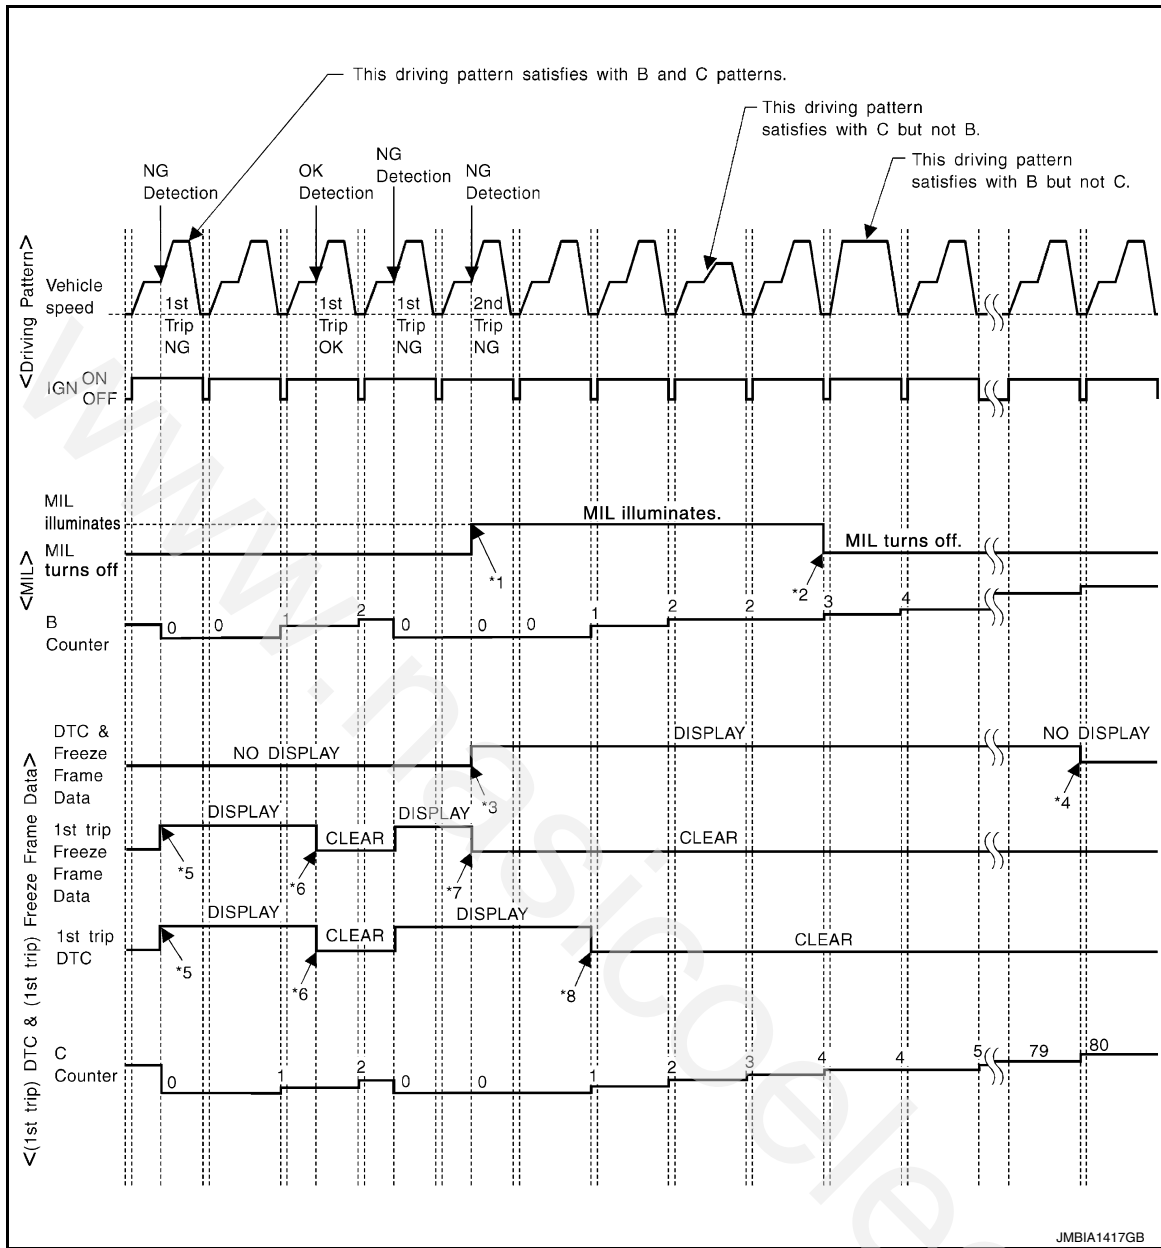 This driving pattern satisfies with B and C patterns.
This driving pattern
satisfies with C but not B.
This driving pattern
satisfies with B but not C.
NG
Detection
OK
Detection
NG
Detection
NG
Detection
<Driving Pattern>
Vehicle
speed
1st
Trip
NG
1st
Trip
OK
1st
Trip
NG
2nd
Trip
NG
IGN ON
OFF
<MIL>
MIL
illuminates
MIL illuminates.
MIL
turns off
MIL turns off.
*1
*2
B
Counter
0 0 1 2 0 0 0 1 2 2 3 4
<(1st trip) DTC & (1st trip) Freeze Frame Data>
DTC &
Freeze
Frame
Data
NO DISPLAY
DISPLAY
NO DISPLAY
*3
*4
1st trip
Freeze
Frame
Data
DISPLAY
CLEAR
DISPLAY
CLEAR
*5
*6
*7
1st trip
DTC
DISPLAY
CLEAR
DISPLAY
CLEAR
*5
*6
*8
C
Counter
0 1 2 0 0 1 2 3 4 4 5 79 80
JMBIA1417GB